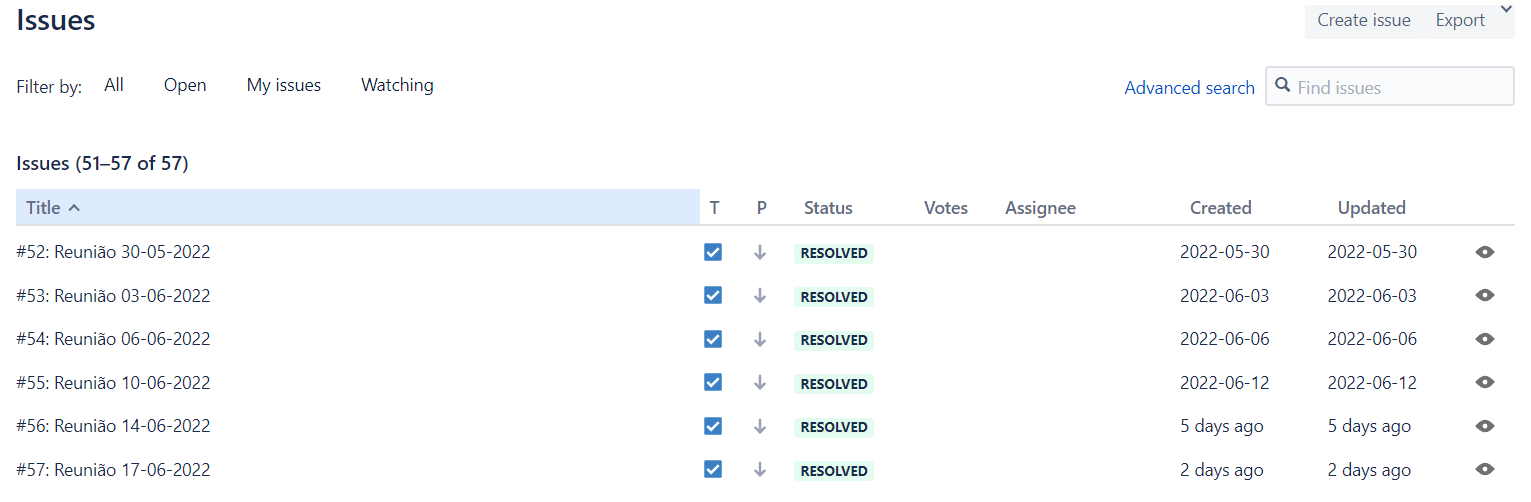 Issues
Create issue Export
Filter by: All Open My issues Watching
Advanced search Find issues
Issues (51–57 of 57)
Title T P Status Votes Assignee Created Updated
#52: Reunião 30-05-2022 RESOLVED 2022-05-30 2022-05-30
#53: Reunião 03-06-2022 RESOLVED 2022-06-03 2022-06-03
#54: Reunião 06-06-2022 RESOLVED 2022-06-06 2022-06-06
#55: Reunião 10-06-2022 RESOLVED 2022-06-12 2022-06-12
#56: Reunião 14-06-2022 RESOLVED 5 days ago 5 days ago
#57: Reunião 17-06-2022 RESOLVED 2 days ago 2 days ago